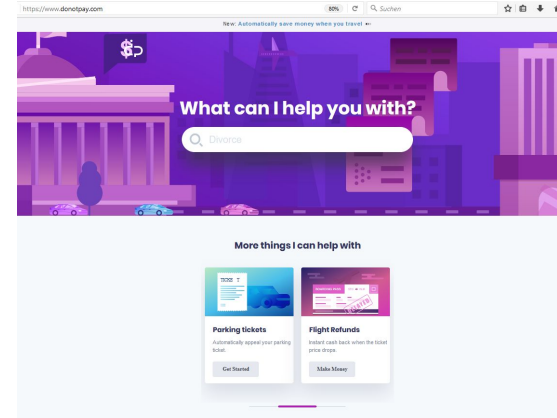 https://www.donotpay.com
80%
Suchen
New: Automatically save money when you travel ←
What can I help you with?
Divorce
More things I can help with
Parking tickets
Automatically appeal your parking
ticket.
Get Started
Flight Refunds
Instant cash back when the ticket
price drops.
Make Money